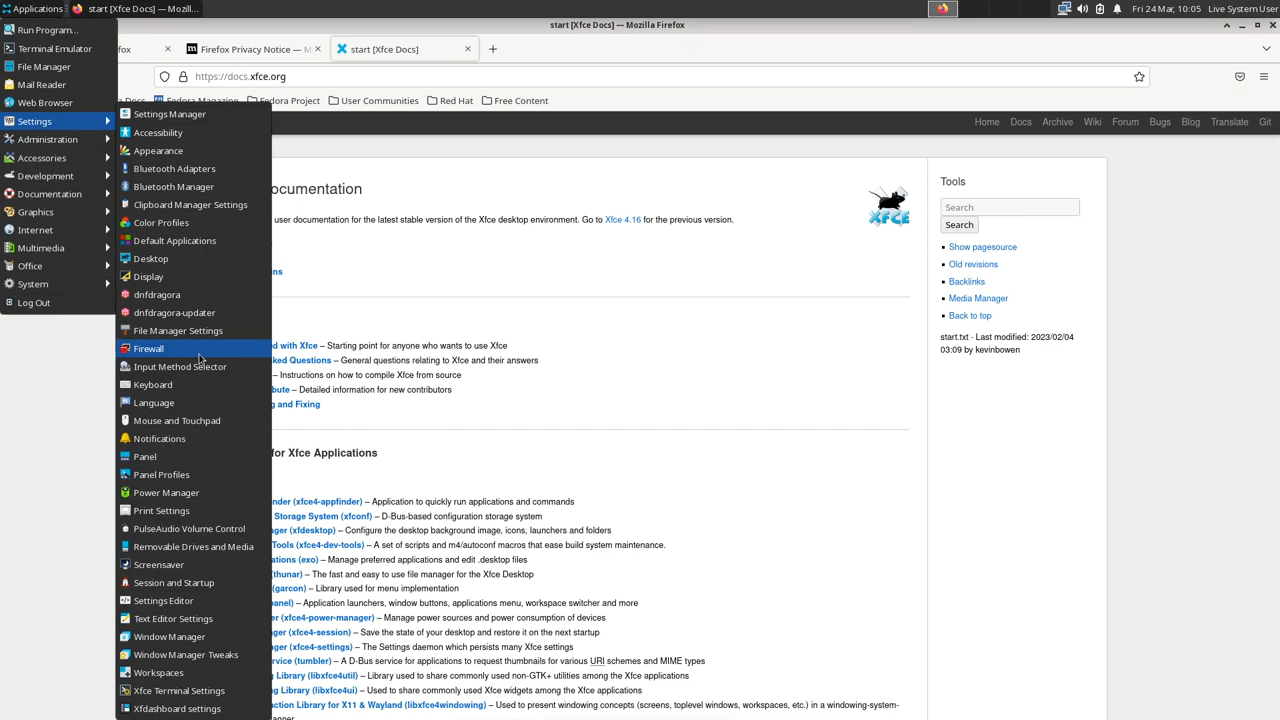 Applications
start [Xfce Docs] — Mozill...
Fri 24 Mar, 10:05
Live System User
start [Xfce Docs] — Mozilla Firefox
Run Program...
Terminal Emulator
File Manager
Mail Reader
Web Browser
Settings
Administration
Accessories
Development
Documentation
Graphics
Internet
Multimedia
Office
System
Log Out
Settings Manager
Accessibility
Appearance
Bluetooth Adapters
Bluetooth Manager
Clipboard Manager Settings
Color Profiles
Default Applications
Desktop
Display
dnfdragora
dnfdragora-updater
File Manager Settings
Firewall
Input Method Selector
Keyboard
Language
Mouse and Touchpad
Notifications
Panel
Panel Profiles
Power Manager
Print Settings
PulseAudio Volume Control
Removable Drives and Media
Screensaver
Session and Startup
Settings Editor
Text Editor Settings
Window Manager
Window Manager Tweaks
Workspaces
Xfce Terminal Settings
Xfdashboard settings
fox
Firefox Privacy Notice — M
start [Xfce Docs]
https://docs.xfce.org
Docs
Fedora Magazine
Fedora Project
User Communities
Red Hat
Free Content
Home Docs Archive Wiki Forum Bugs Blog Translate Git
ocumentation
user documentation for the latest stable version of the Xfce desktop environment. Go to Xfce 4.16 for the previous version.
XFCE
ns
d with Xfce – Starting point for anyone who wants to use Xfce
ked Questions – General questions relating to Xfce and their
– Instructions on how to compile Xfce from source
bute – Detailed information for new contributors
g and Fixing
for Xfce Applications
nder (xfce4-appfinder) – Application to quickly run applications and commands
Storage System (xfconf) – D-Bus-based configuration storage system
ager (xfdesktop) – Configure the desktop background image, icons, launchers and folders
Tools (xfce4-dev-tools) – A set of scripts and m4/autoconf macros that ease build system maintenance.
ations (exo) – Manage preferred applications and edit .desktop files
(thunar) – The fast and easy to use file manager for the Xfce Desktop
(garcon) – Library used for menu implementation
panel) – Application launchers, window buttons, applications menu, workspace switcher and more
er (xfce4-power-manager) – Manage power sources and power consumption of devices
ager (xfce4-session) – Save the state of your desktop and restore it on the next startup
ager (xfce4-settings) – The Settings daemon which persists many Xfce settings
ervice (tumbler) – A D-Bus service for applications to request thumbnails for various URI schemes and MIME types
g Library (libxfce4util) – Library used to share commonly used non-GTK+ utilities among the Xfce applications
ng Library (libxfce4ui) – Used to share commonly used Xfce widgets among the Xfce applications
action Library for X11 & Wayland (libxfce4windowing) – Used to present windowing concepts (screens, toplevel windows, workspaces, etc.) in a windowing-system-
anner.
Tools
Search
Search
Show pagesource
Old revisions
Backlinks
Media Manager
Back to top
start.txt · Last modified: 2023/02/04
03:09 by kevinbowen